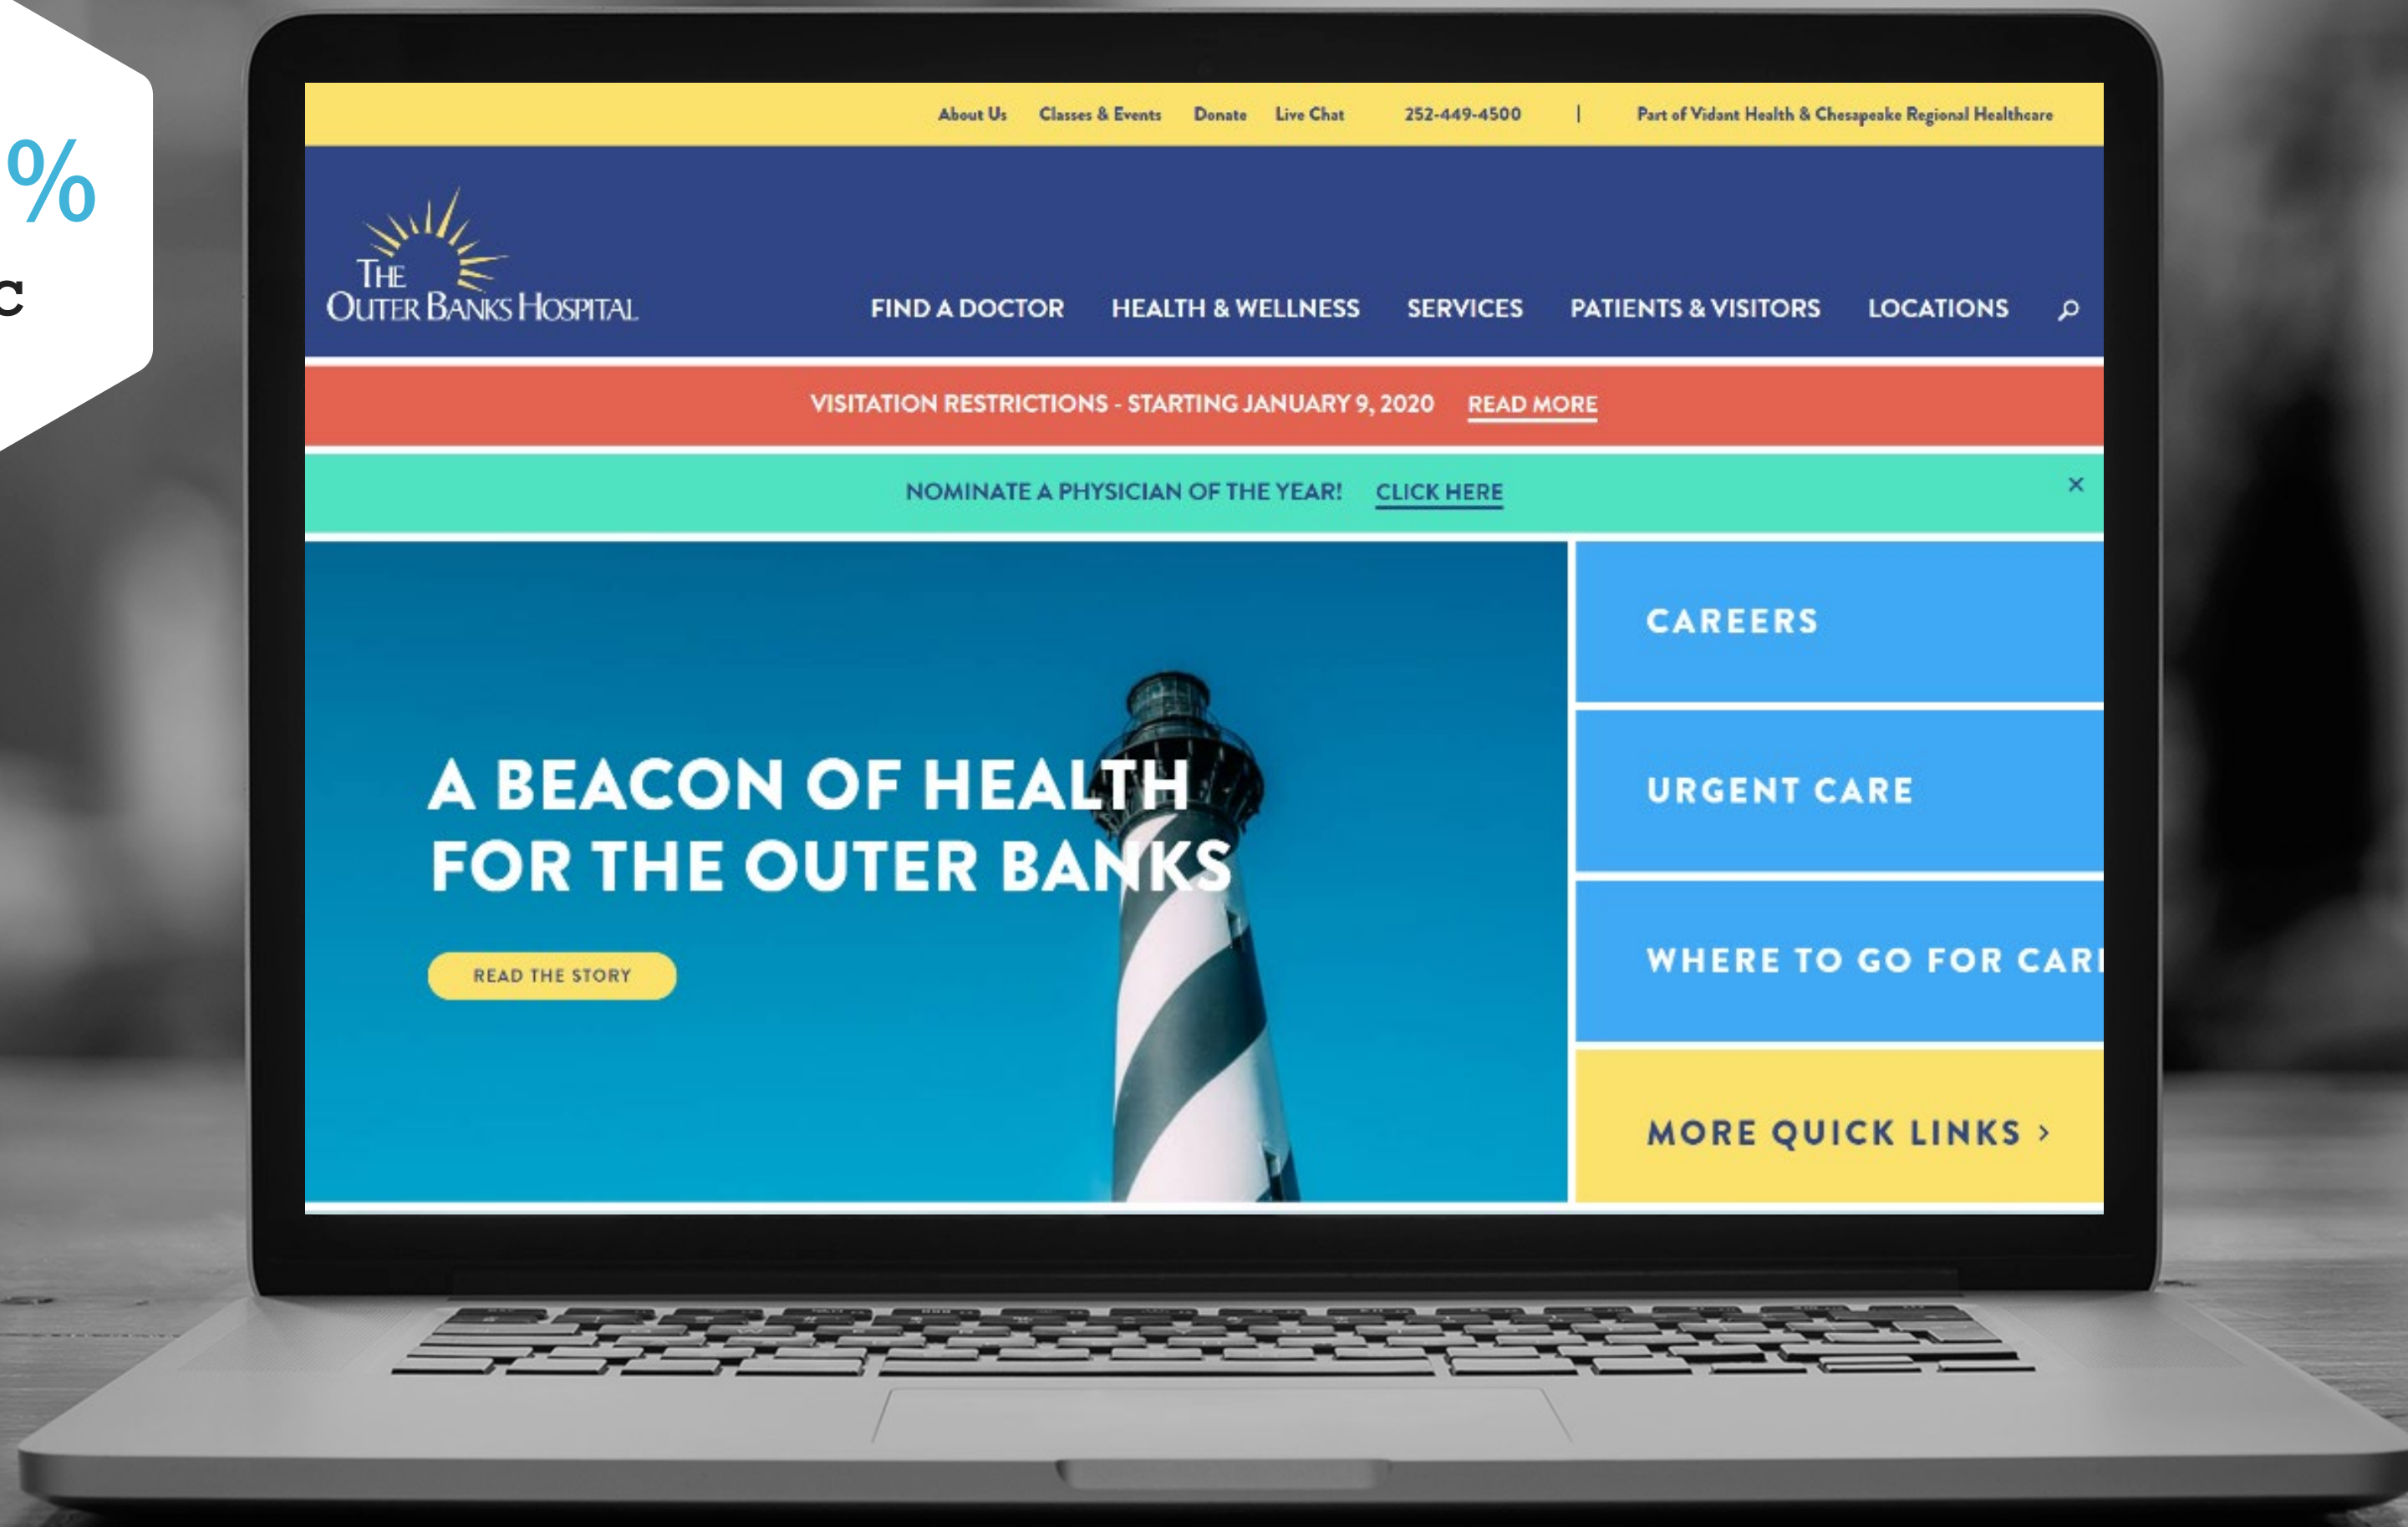 %
c
About Us Classes & Events Donate Live Chat 252-449-4500 | Part of Vidant Health & Chesapeake Regional Healthcare
THE
OUTER BANKS HOSPITAL
FIND A DOCTOR HEALTH & WELLNESS SERVICES PATIENTS & VISITORS LOCATIONS
VISITATION RESTRICTIONS - STARTING JANUARY 9, 2020 READ MORE
NOMINATE A PHYSICIAN OF THE YEAR! CLICK HERE ×
A BEACON OF HEALTH
FOR THE OUTER BANKS
READ THE STORY
CAREERS
URGENT CARE
WHERE TO GO FOR CAR
MORE QUICK LINKS >